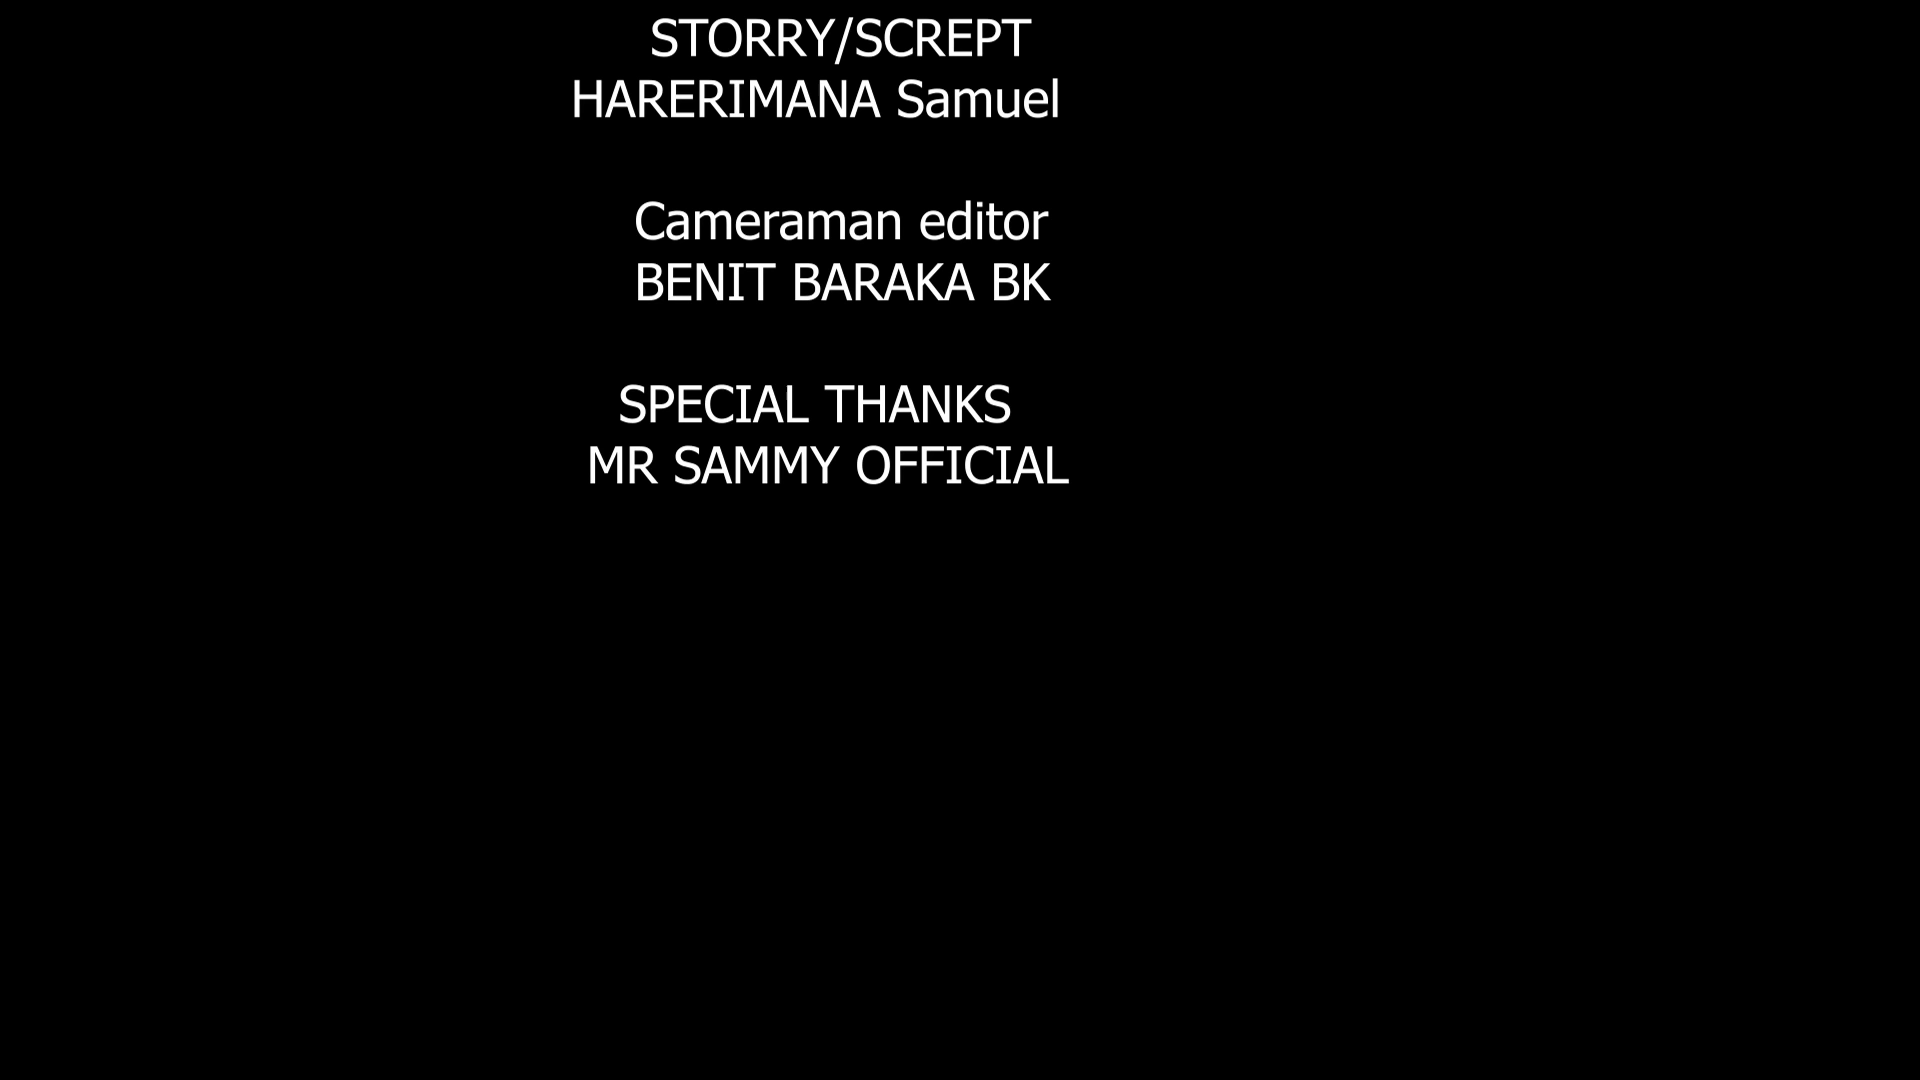 STORRY/SCREPT
HARERIMANA Samuel
Cameraman editor
BENIT BARAKA BK
SPECIAL THANKS
MR SAMMY OFFICIAL